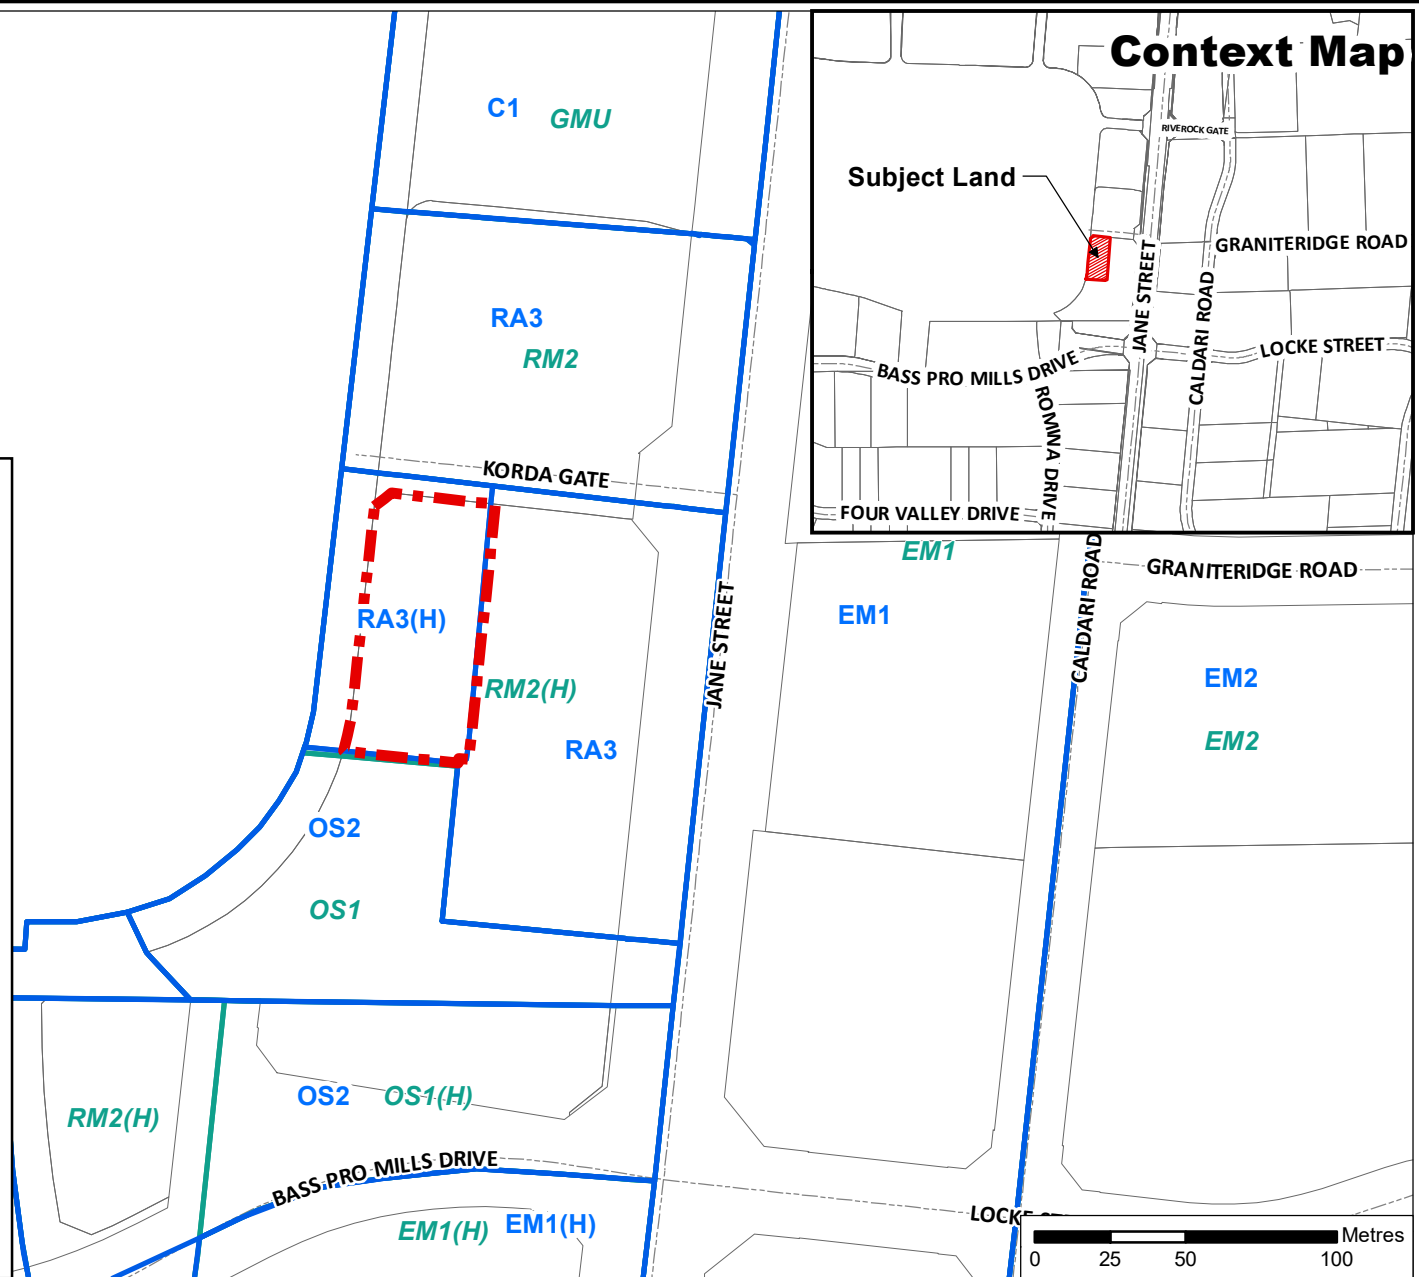 Context Map
C1
GMU
RIVEROCK GATE
Subject Land
JANE STREET
GRANITERIDGE ROAD
CALDARI ROAD
RA3
RM2
BASS PRO MILLS DRIVE
LOCKE STREET
ROMINA DRIVE
KORDA GATE
FOUR VALLEY DRIVE
EM1
CALDARI ROAD
GRANITERIDGE ROAD
RA3(H)
EM1
JANE STREET
RM2(H)
EM2
EM2
RA3
OS2
OS1
OS2
OS1(H)
RM2(H)
BASS PRO MILLS DRIVE
EM1(H)
EM1(H)
Metres
0 25 50 100